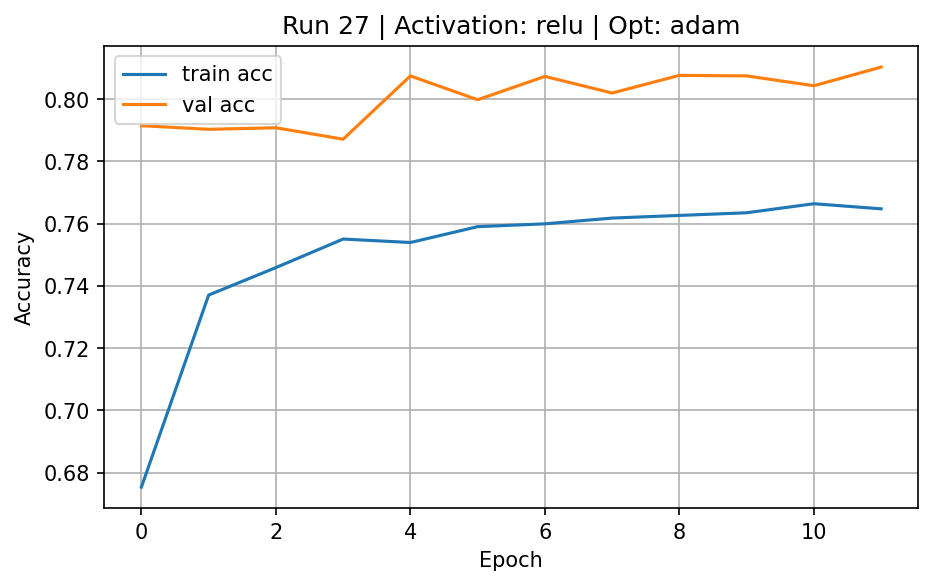 Run 27 | Activation: relu | Opt: adam
train acc
val acc
0.80
0.78
0.76
0.74
0.72
0.70
0.68
Accuracy
0 2 4 6 8 10
Epoch